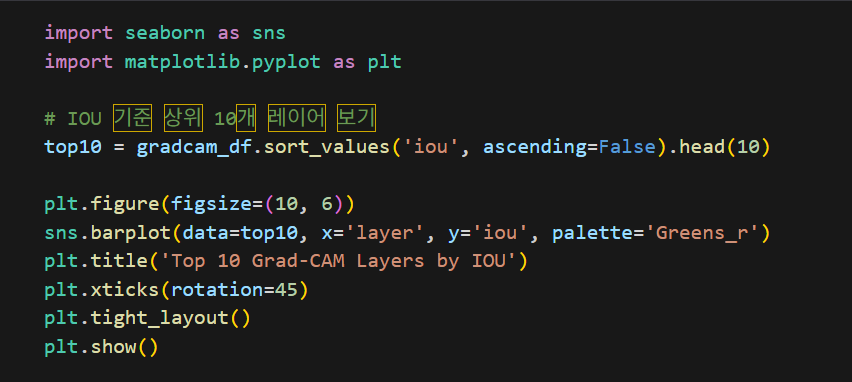 import seaborn as sns
import matplotlib.pyplot as plt
# IOU 기준 상위 10개 레이어 보기
top10 = gradcam_df.sort_values('iou', ascending=False).head(10)
plt.figure(figsize=(10, 6))
sns.barplot(data=top10, x='layer', y='iou', palette='Greens_r')
plt.title('Top 10 Grad-CAM Layers by IOU')
plt.xticks(rotation=45)
plt.tight_layout()
plt.show()